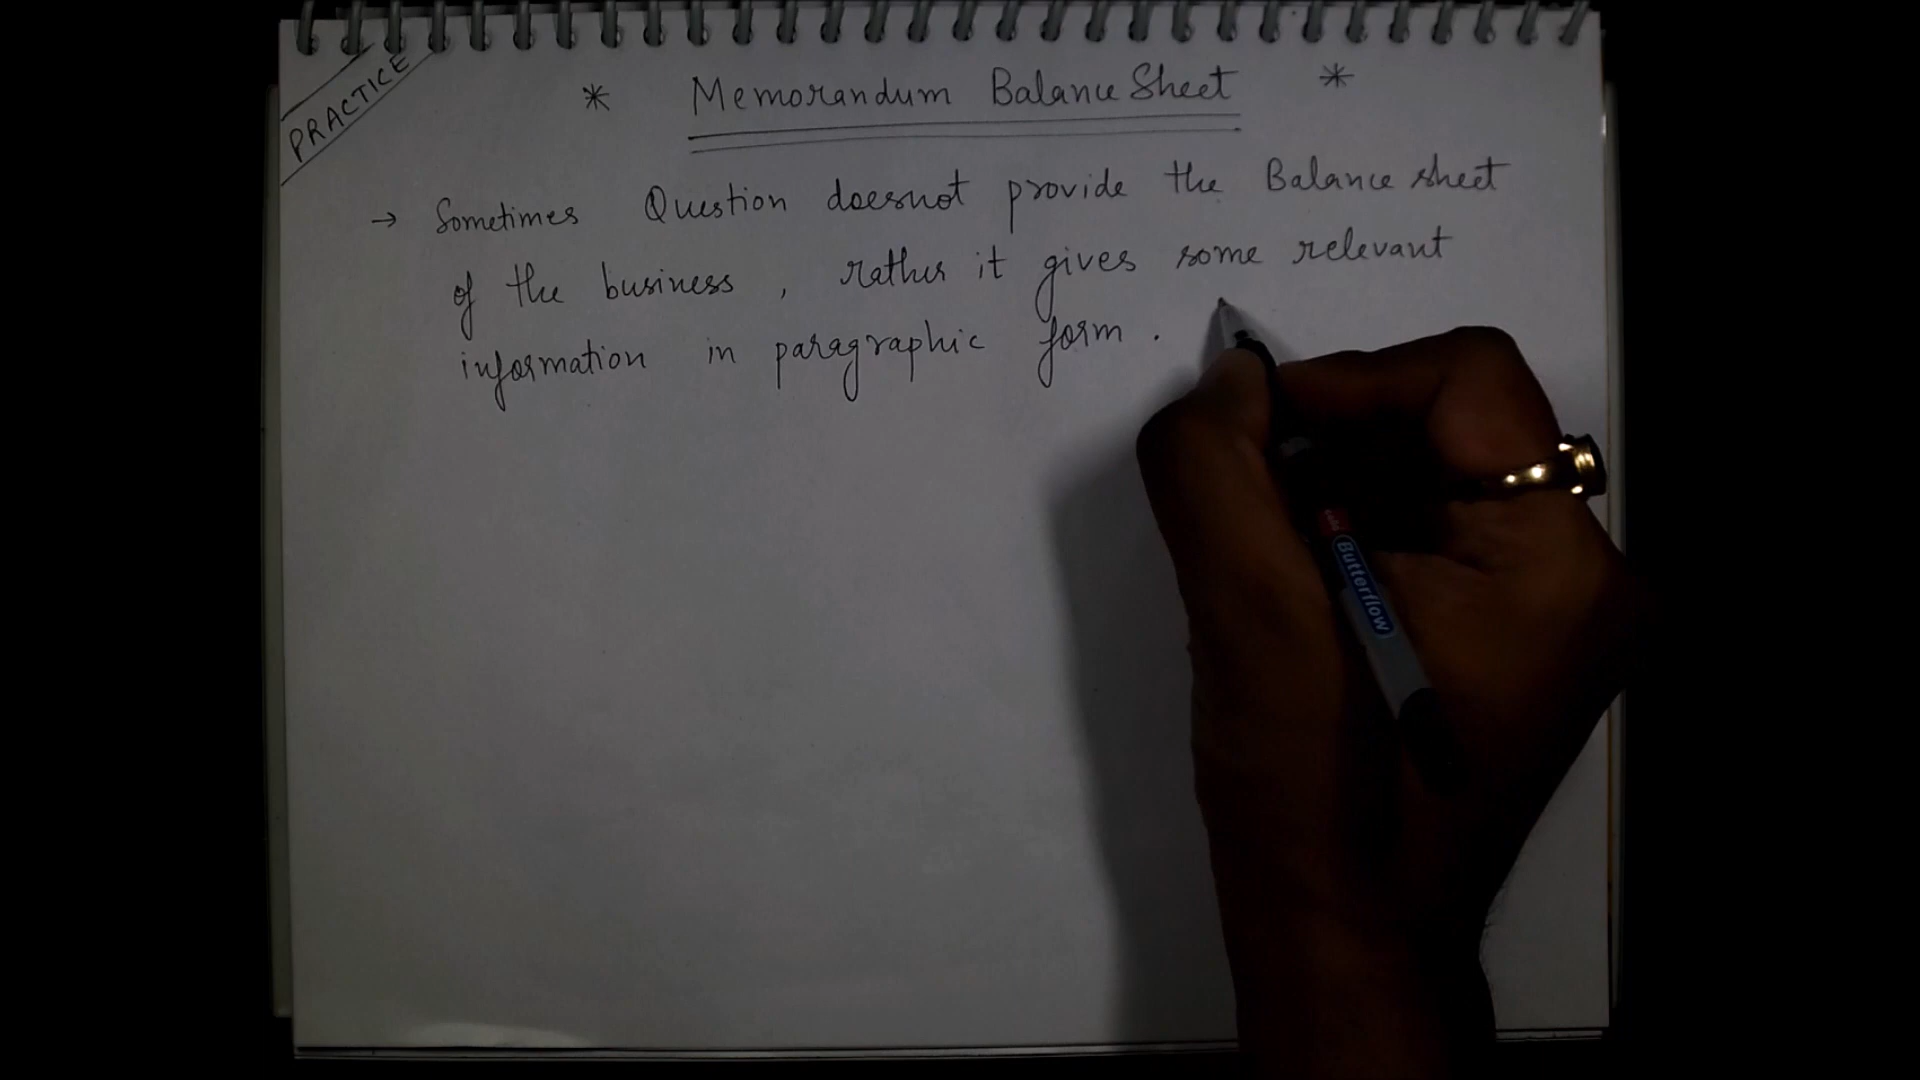 PRACTICE
* Memorandum Balance Sheet *
→ Sometimes Question doesnot provide the Balance sheet
of the business , rather it gives some relevant
information in paragraphic form .
Butterflow